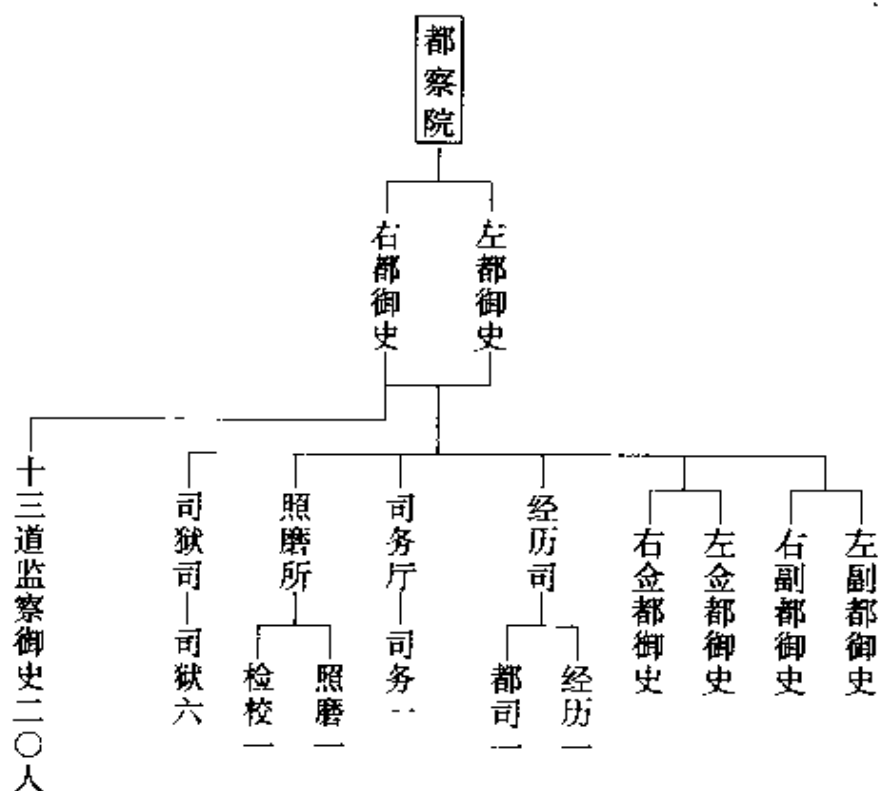 都察院
左都御史
右都御史
左副都御史
右副都御史
左佥都御史
右佥都御史
经历司
经历一
都司一
司务厅
司务一
照磨所
照磨一
检校一
司狱司
司狱六
十三道监察御史二〇人